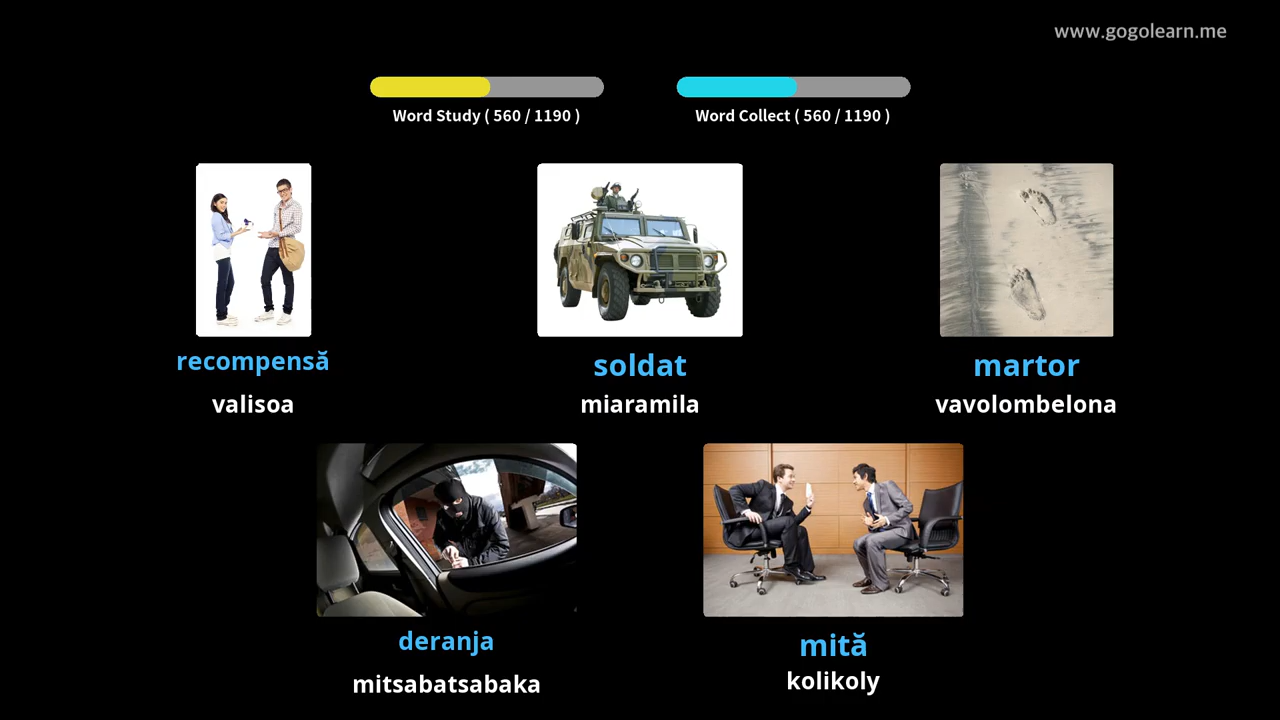 www.gogolearn.me
Word Study ( 560 / 1190 )
Word Collect ( 560 / 1190 )
recompensă
valisoa
soldat
miaramila
martor
vavolombelona
deranja
mitsabatsabaka
mită
kolikoly